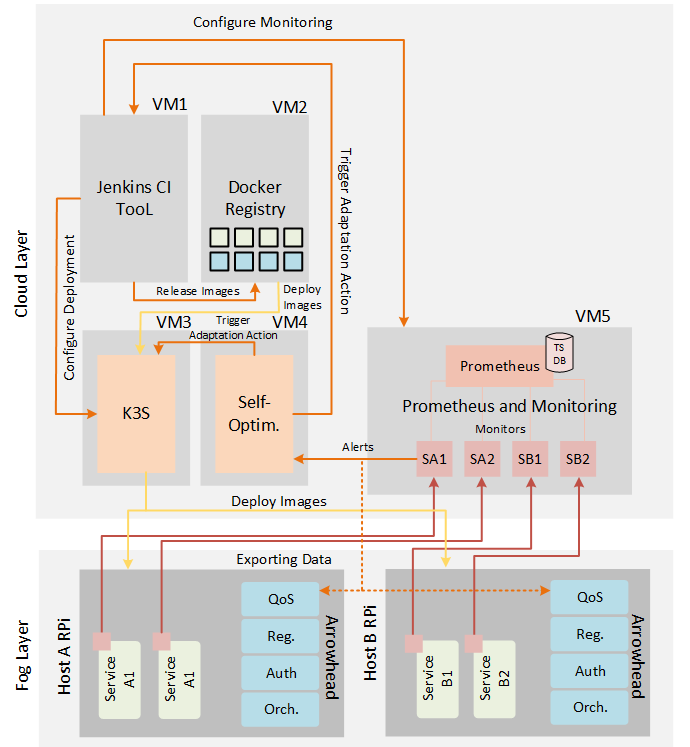 Configure Monitoring
VM1
VM2
Jenkins CI
TooL
Docker
Registry
Trigger Adaptation Action
Cloud Layer
Configure Deployment
Release Images
Deploy
Images
Trigger
Adaptation Action
VM3
VM4
VM5
K3S
Self-
Optim.
Prometheus
TS
DB
Prometheus and Monitoring
Monitors
Alerts
SA1
SA2
SB1
SB2
Deploy Images
Exporting Data
Fog Layer
Host A RPi
Service
A1
Service
A1
QoS
Reg.
Auth
Orch.
Arrowhead
Host B RPi
Service
B1
Service
B2
QoS
Reg.
Auth
Orch.
Arrowhead